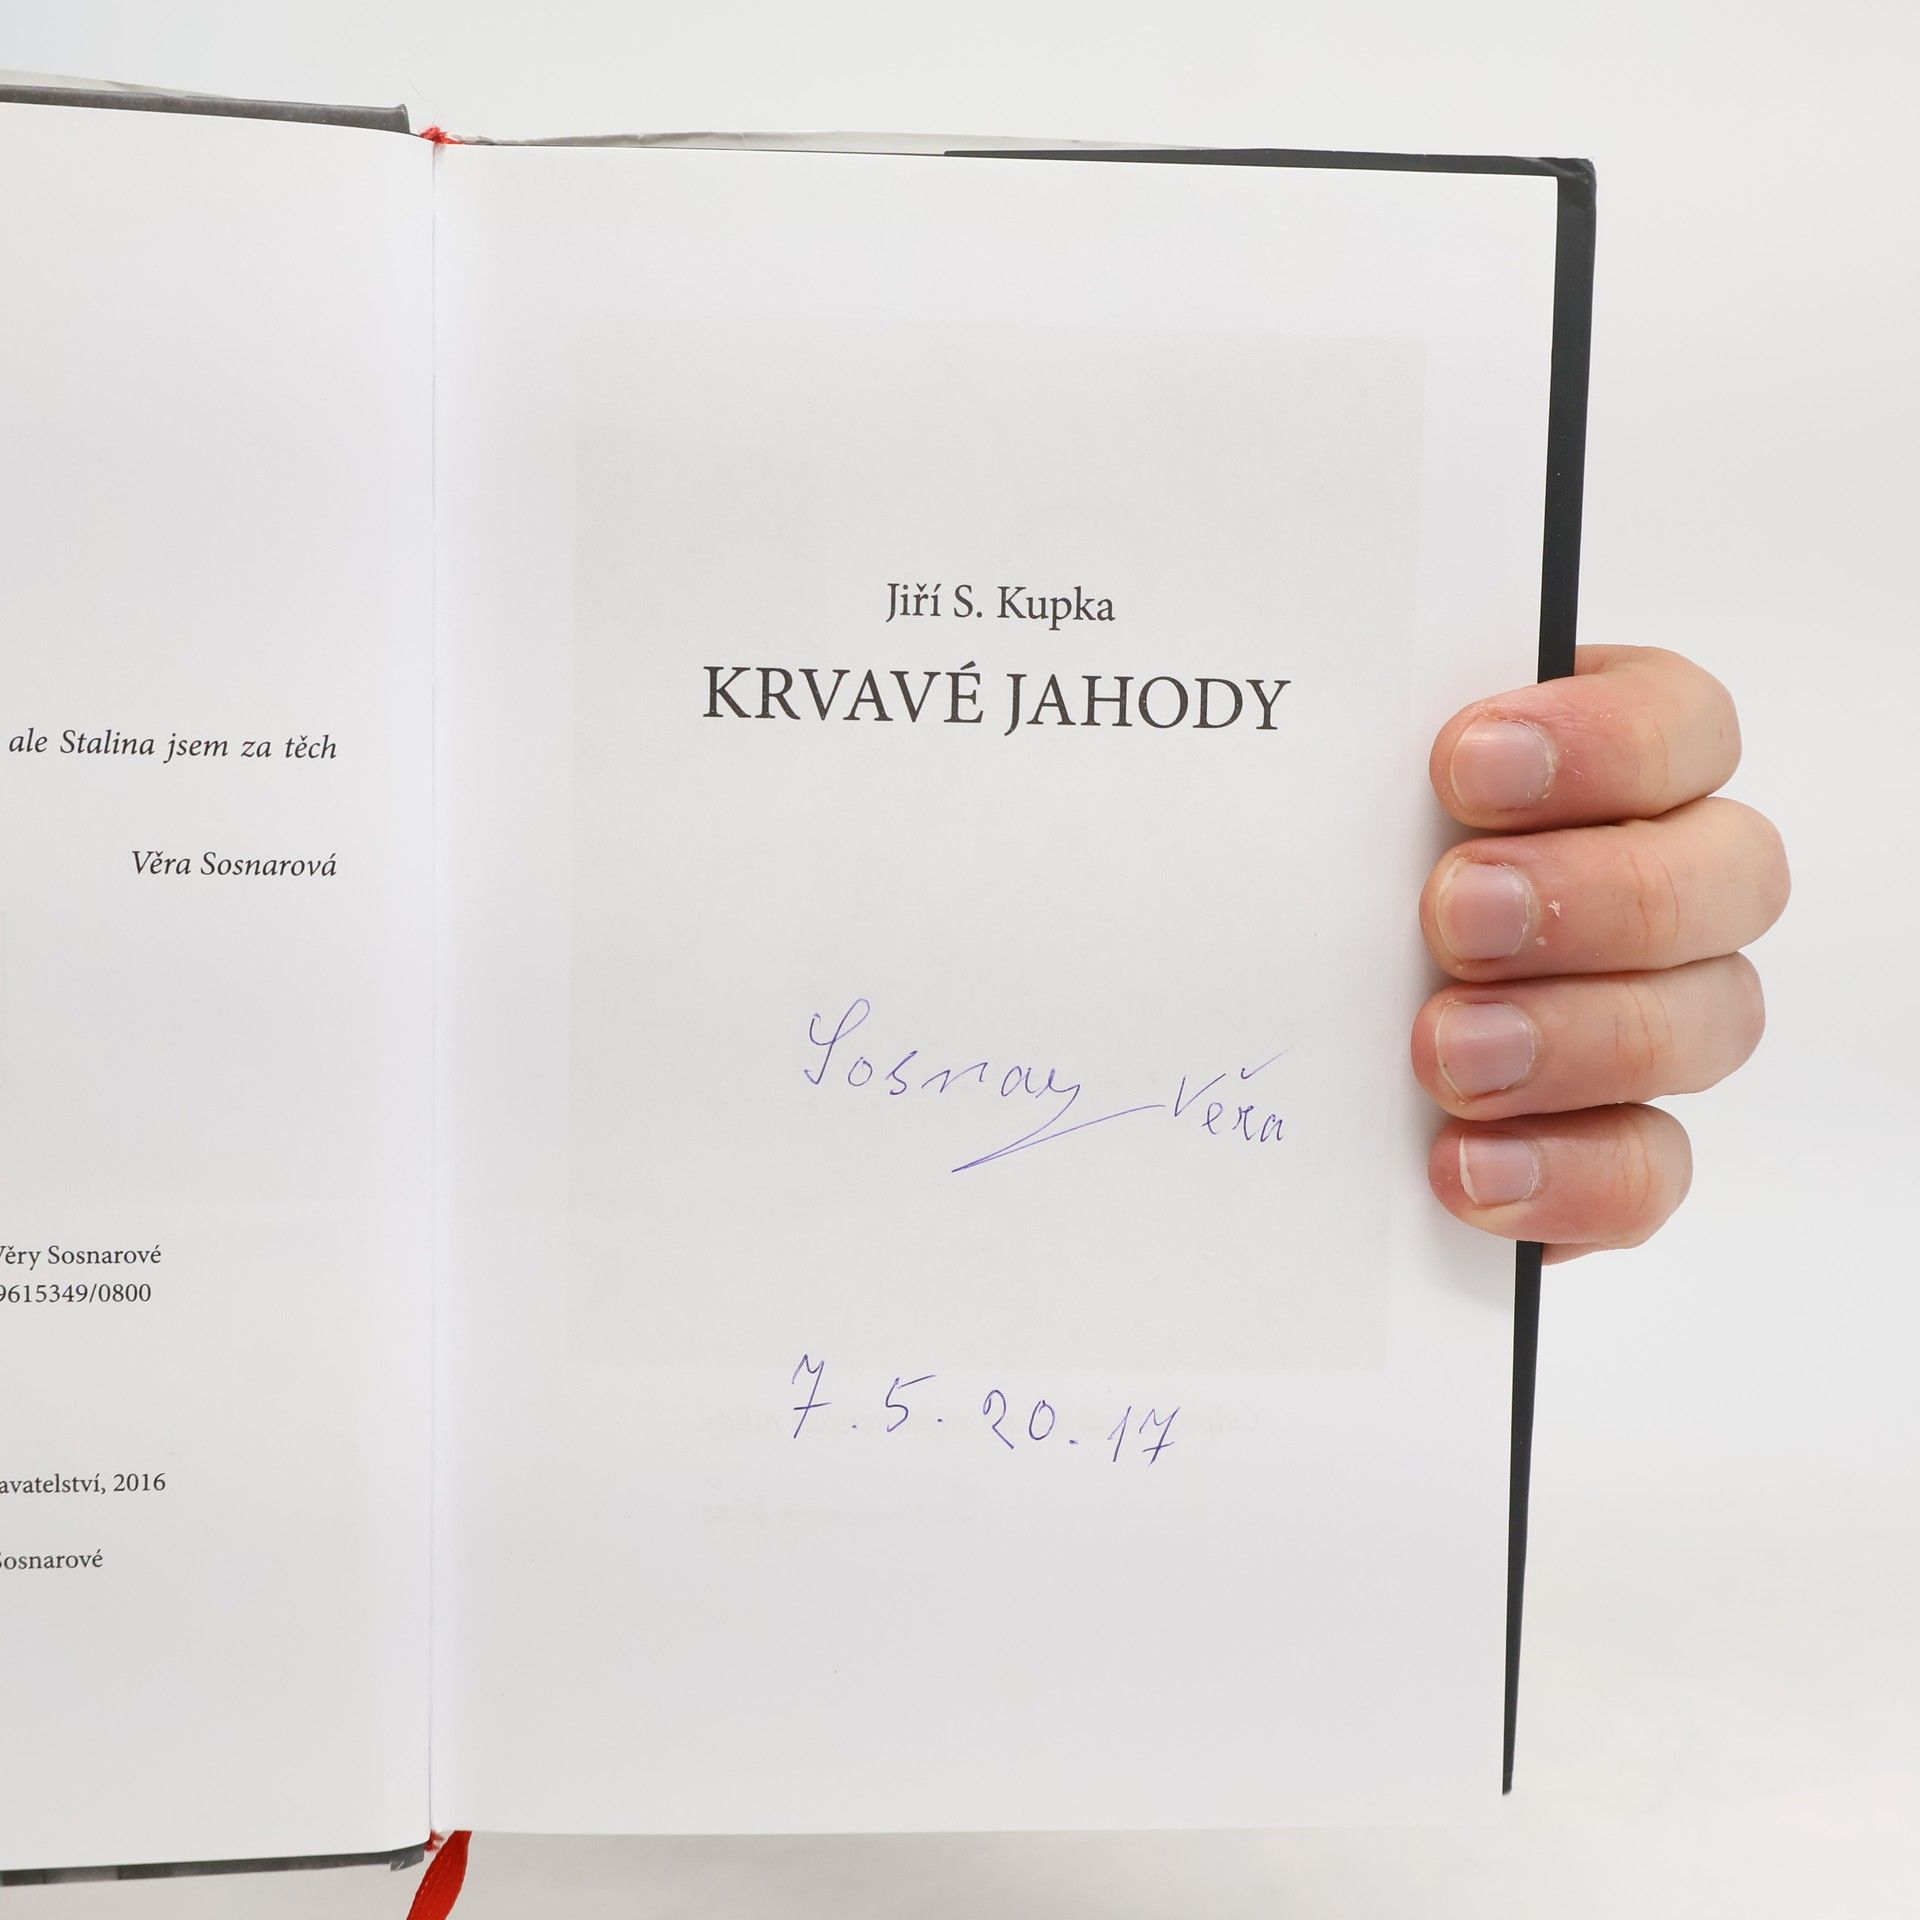 ale Stalina jsem za těch
Věra Sosnarová
Věry Sosnarové
9615349/0800
avatelství, 2016
Sosnarové
Jiří S. Kupka
KRVAVÉ JAHODY
Sosnar Věra
7.5.20.17